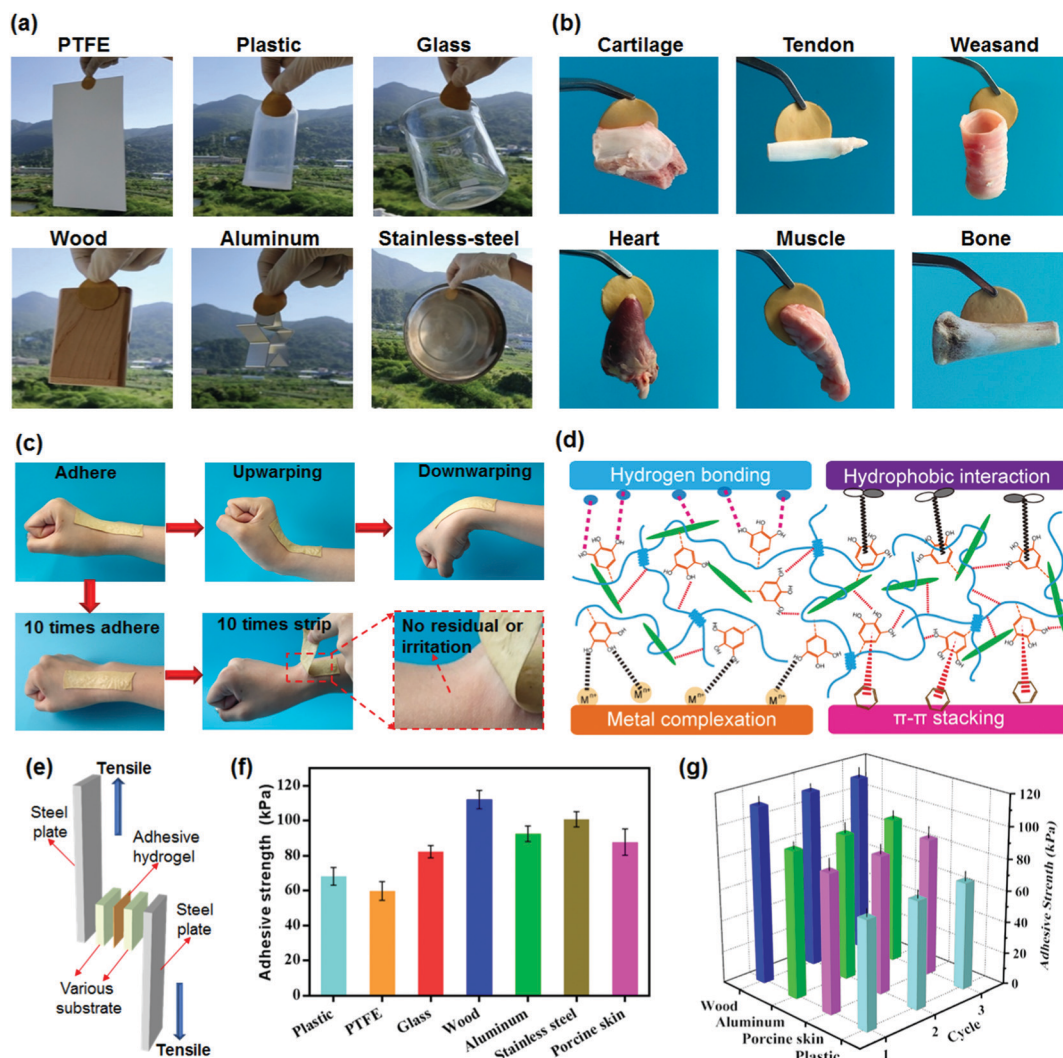 (a)
PTFE Plastic Glass
Wood Aluminum Stainless-steel
(b)
Cartilage Tendon Weasand
Heart Muscle Bone
(c)
Adhere Upwarping Downwarping
10 times adhere 10 times strip
No residual or
irritation
(d)
Hydrogen bonding Hydrophobic interaction
Metal complexation π-π stacking
(e)
Tensile
Steel
plate
Adhesive
hydrogel
Steel
plate
Various
substrate
Tensile
(f)
Adhesive strength (kPa)
120
100
80
60
40
20
0
Plastic
PTFE
Glass
Wood
Aluminum
Stainless steel
Porcine skin
(g)
120
100
80
60
40
20
0
Adhesive Strenth (kPa)
Wood
Aluminum
Porcine skin
Plastic
1
2
3
Cycle